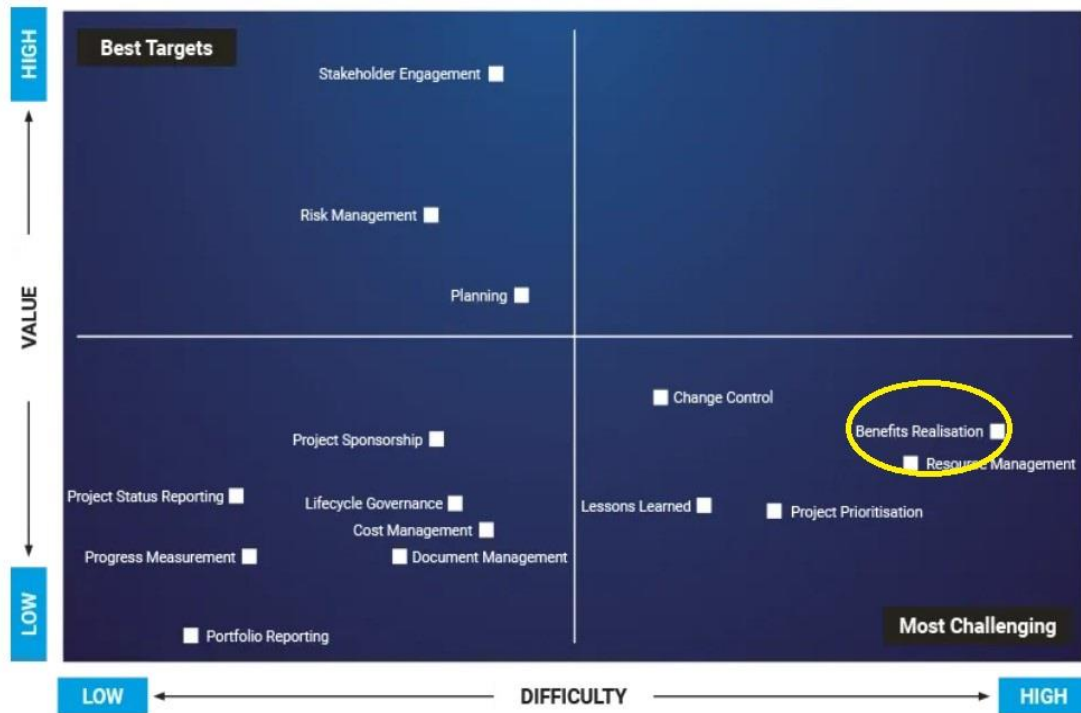 HIGH
Best Targets
Stakeholder Engagement
Risk Management
Planning
VALUE
Change Control
Benefits Realisation
Project Sponsorship
Resource Management
Project Status Reporting
Lifecycle Governance
Lessons Learned
Project Prioritisation
Cost Management
Progress Measurement
Document Management
LOW
Most Challenging
Portfolio Reporting
LOW
DIFFICULTY
HIGH